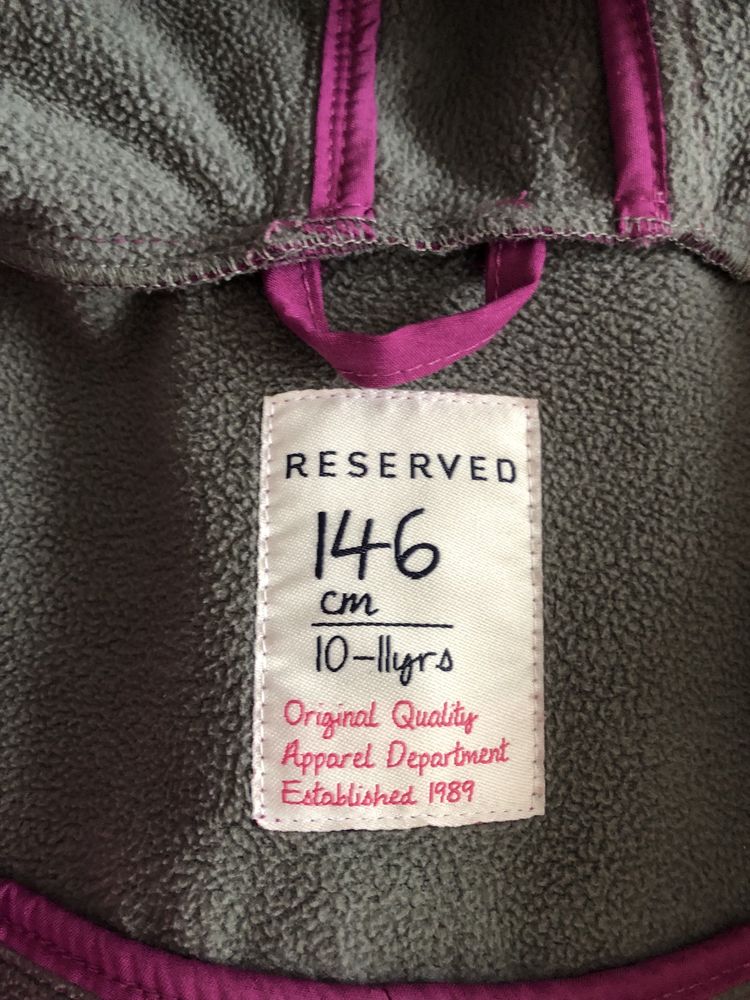 RESERVED
146
cm
10-11yrs
Original Quality
Apparel Department
Established 1989